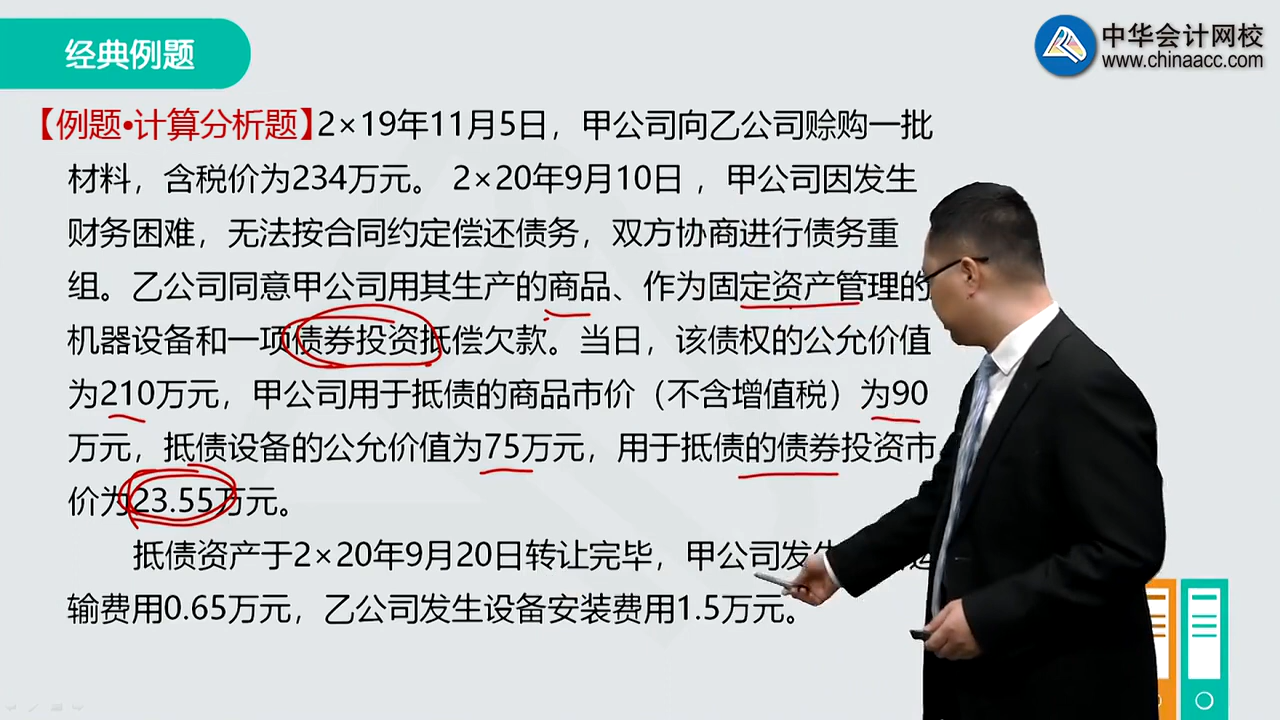 经典例题
中华会计网校
www.chinaacc.com
【例题•计算分析题】2×19年11月5日，甲公司向乙公司赊购一批
材料，含税价为234万元。 2×20年9月10日 ，甲公司因发生
财务困难，无法按合同约定偿还债务，双方协商进行债务重
组。乙公司同意甲公司用其生产的商品、作为固定资产管理的
机器设备和一项债券投资抵偿欠款。当日，该债权的公允价值
为210万元，甲公司用于抵债的商品市价（不含增值税）为90
万元，抵债设备的公允价值为75万元，用于抵债的债券投资市
价为23.55万元。
抵债资产于2×20年9月20日转让完毕，甲公司发生
输费用0.65万元，乙公司发生设备安装费用1.5万元。